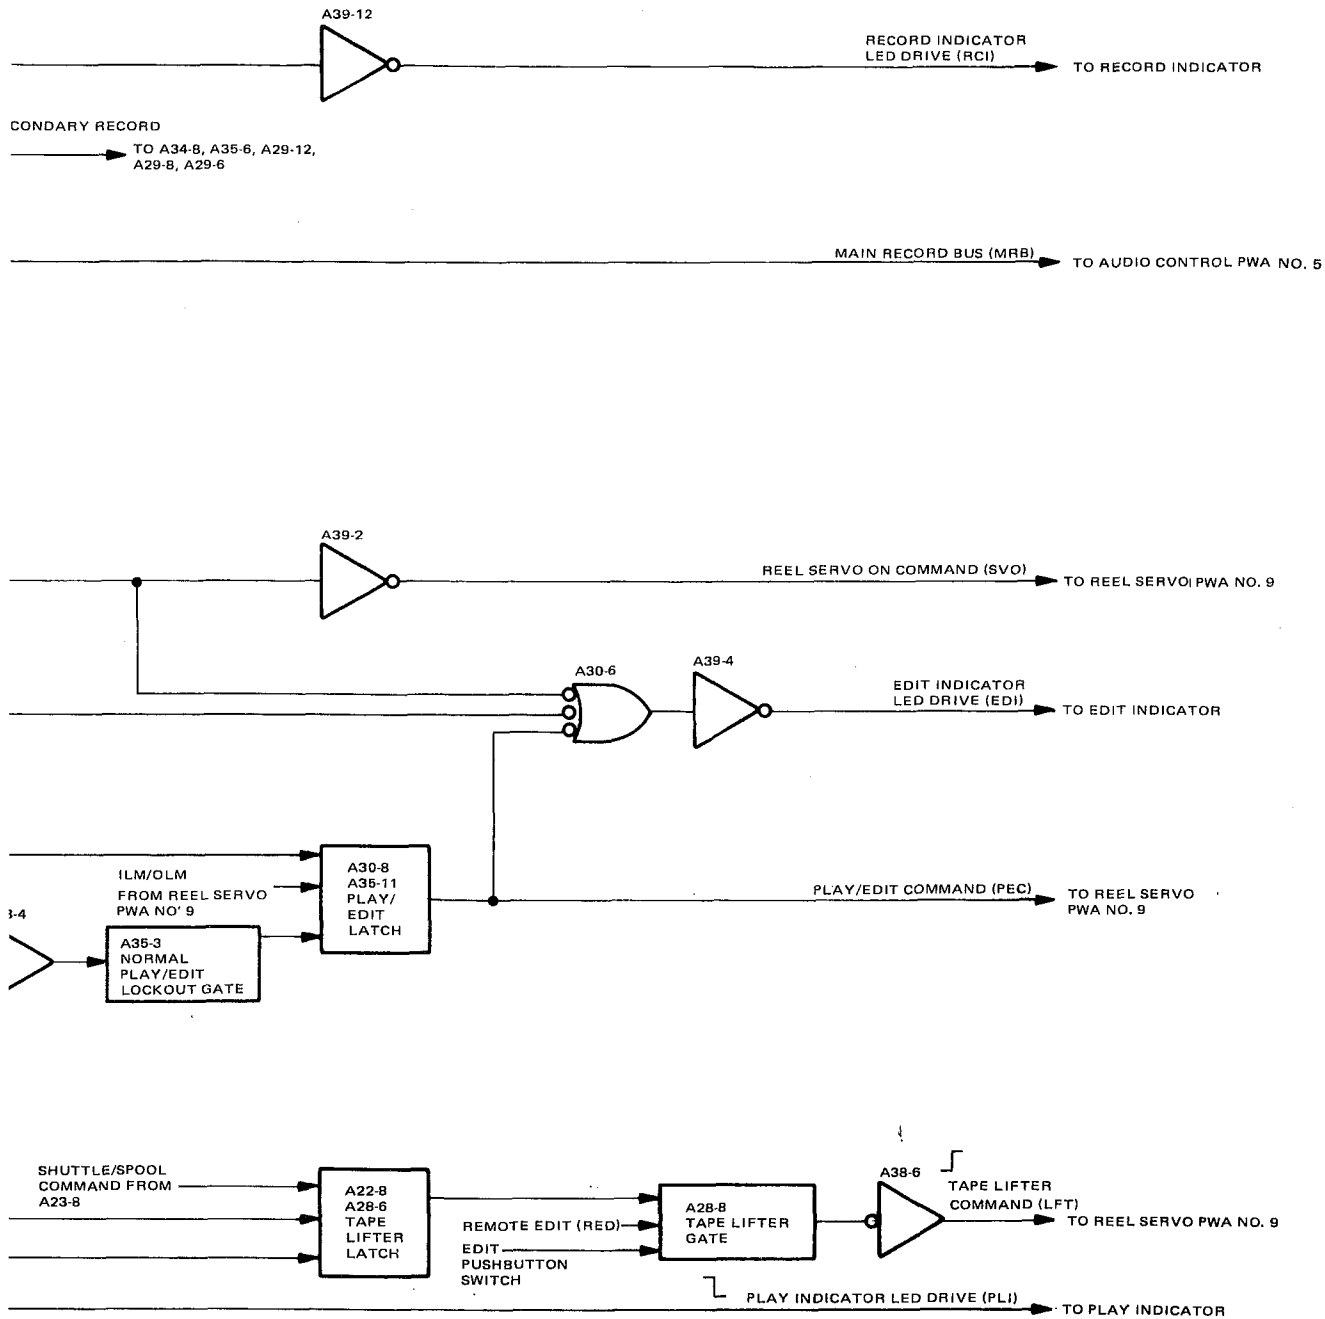 A39-12
RECORD INDICATOR
LED DRIVE (RCI)
TO RECORD INDICATOR
CONDARY RECORD
TO A34-8, A35-6, A29-12,
A29-8, A29-6
MAIN RECORD BUS (MRB)
TO AUDIO CONTROL PWA NO. 5
A39-2
REEL SERVO ON COMMAND (SVO)
TO REEL SERVO PWA NO. 9
A30-6
A39-4
EDIT INDICATOR
LED DRIVE (EDI)
TO EDIT INDICATOR
ILM/OLM
FROM REEL SERVO
PWA NO' 9
A30-8
A35-11
PLAY/
EDIT
LATCH
PLAY/EDIT COMMAND (PEC)
TO REEL SERVO
PWA NO. 9
3-4
A35-3
NORMAL
PLAY/EDIT
LOCKOUT GATE
SHUTTLE/SPOOL
COMMAND FROM
A23-8
A22-8
A28-6
TAPE
LIFTER
LATCH
REMOTE EDIT (RED)
EDIT
PUSHBUTTON
SWITCH
A28-8
TAPE LIFTER
GATE
A38-6
TAPE LIFTER
COMMAND (LFT)
TO REEL SERVO PWA NO. 9
PLAY INDICATOR LED DRIVE (PLI)
TO PLAY INDICATOR